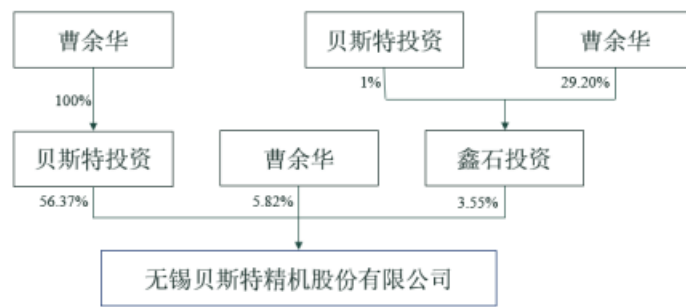 曹余华
贝斯特投资
曹余华
100%
1%
29.20%
贝斯特投资
曹余华
鑫石投资
56.37%
5.82%
3.55%
无锡贝斯特精机股份有限公司